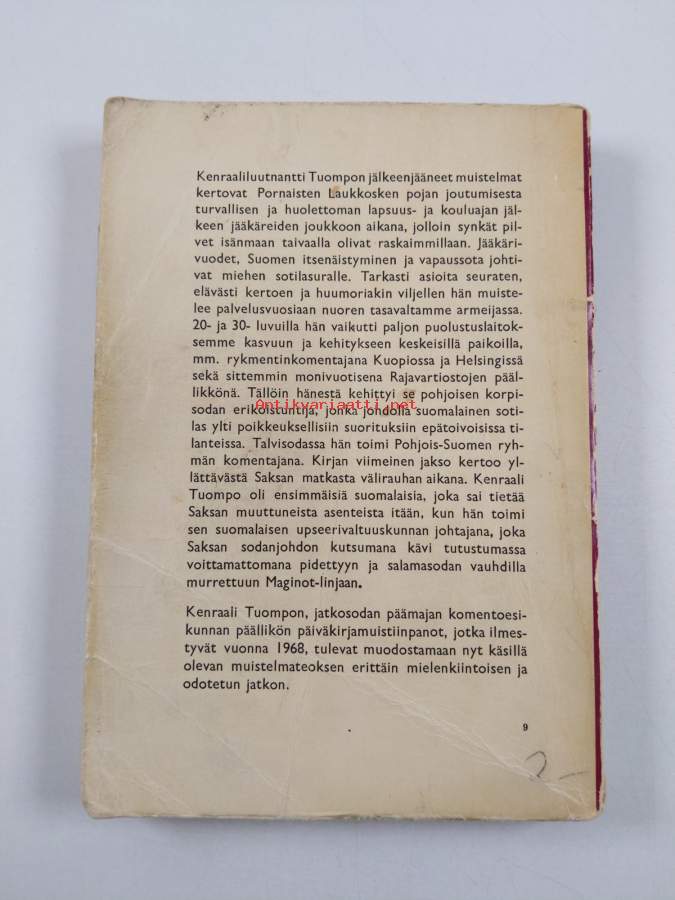 Kenraaliluutnantti Tuompon jälkeenjääneet muistelmat
kertovat Pornaisten Laukkosken pojan joutumisesta
turvallisen ja huolettoman lapsuus- ja kouluajan jäl-
keen jääkäreiden joukkoon aikana, jolloin synkät pil-
vet isänmaan taivaalla olivat raskaimmillaan. Jääkäri-
vuodet, Suomen itsenäistyminen ja vapaussota johti-
vat miehen sotilasuralle. Tarkasti asioita seuraten,
elävästi kertoen ja huumoriakin viljellen hän muiste-
lee palvelusvuosiaan nuoren tasavaltamme armeijassa.
20- ja 30- luvuilla hän vaikutti paljon puolustuslaitok-
semme kasvuun ja kehitykseen keskeisillä paikoilla,
mm. rykmentinkomentajana Kuopiossa ja Helsingissä
sekä sittemmin monivuotisena Rajavartiostojen pääl-
likkönä. Tällöin hänestä kehittyi se pohjoisen korpi-
Antikvariaatti.net
sodan erikoistuntija, jonka johdolla suomalainen soti-
las ylti poikkeuksellisiin suorituksiin epätoivoisissa ti-
lanteissa. Talvisodassa hän toimi Pohjois-Suomen ryh-
män komentajana. Kirjan viimeinen jakso kertoo yl-
lättävästä Saksan matkasta välirauhan aikana. Kenraali
Tuompo oli ensimmäisiä suomalaisia, joka sai tietää
Saksan muuttuneista asenteista itään, kun hän toimi
sen suomalaisen upseerivaltuuskunnan johtajana, joka
Saksan sodanjohdon kutsumana kävi tutustumassa
voittamattomana pidettyyn ja salamasodan vauhdilla
murrettuun Maginot-linjaan.
Kenraali Tuompon, jatkosodan päämajan komentoesi-
kunnan päällikön päiväkirjamuistiinpanot, jotka ilmes-
tyvät vuonna 1968, tulevat muodostamaan nyt käsillä
olevan muistelmateoksen erittäin mielenkiintoisen ja
odotetun jatkon.
9
2-